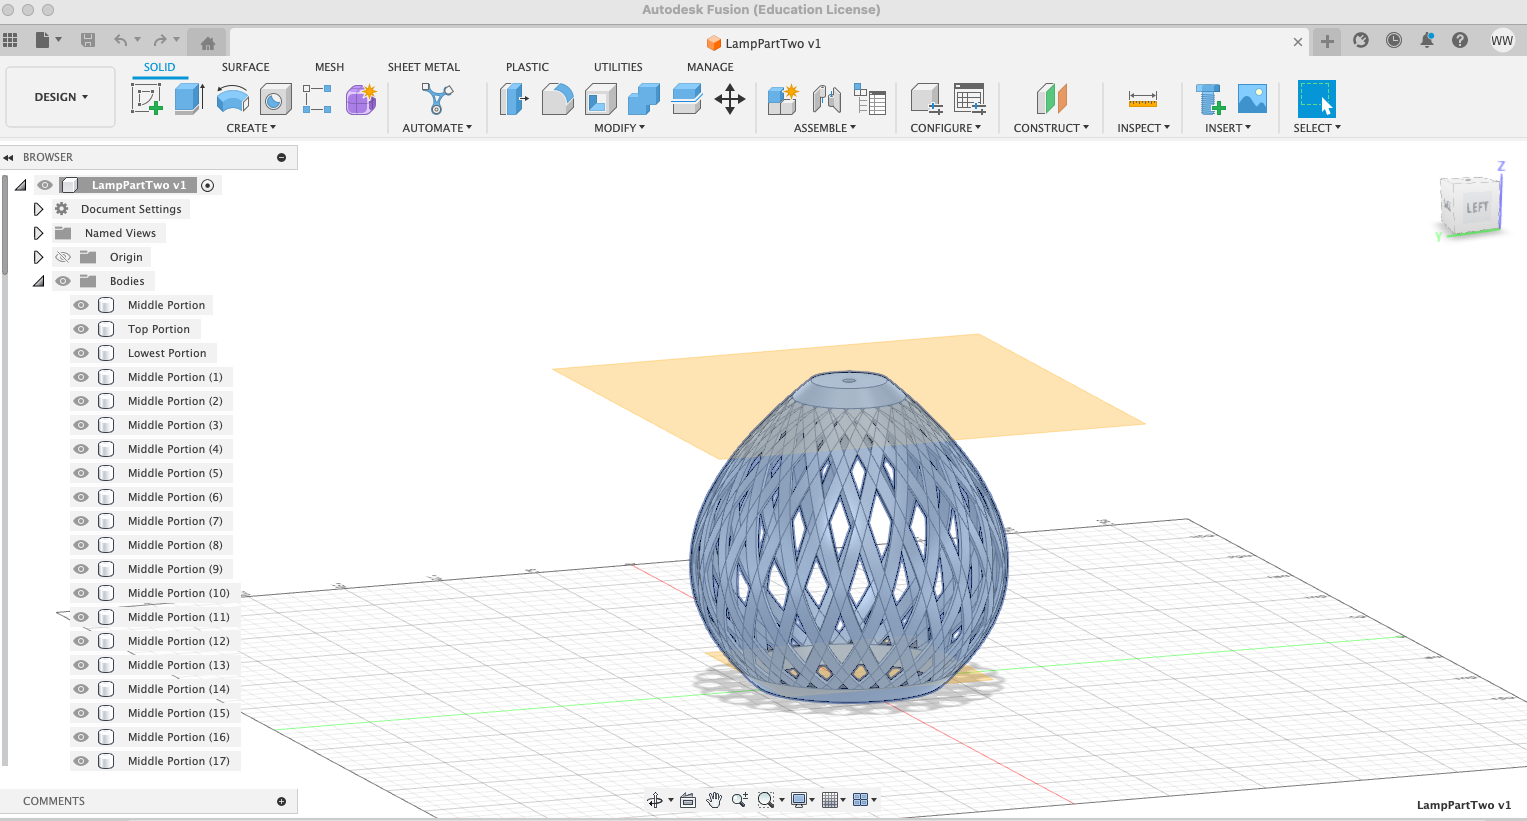 Autodesk Fusion (Education License)
LampPartTwo v1
WW
SOLID SURFACE MESH SHEET METAL PLASTIC UTILITIES MANAGE
DESIGN
CREATE AUTOMATE MODIFY ASSEMBLE CONFIGURE CONSTRUCT INSPECT INSERT SELECT
BROWSER
LampPartTwo v1
Document Settings
Named Views
Origin
Bodies
Middle Portion
Top Portion
Lowest Portion
Middle Portion (1)
Middle Portion (2)
Middle Portion (3)
Middle Portion (4)
Middle Portion (5)
Middle Portion (6)
Middle Portion (7)
Middle Portion (8)
Middle Portion (9)
Middle Portion (10)
Middle Portion (11)
Middle Portion (12)
Middle Portion (13)
Middle Portion (14)
Middle Portion (15)
Middle Portion (16)
Middle Portion (17)
Z
LEFT
Y
COMMENTS
LampPartTwo v1